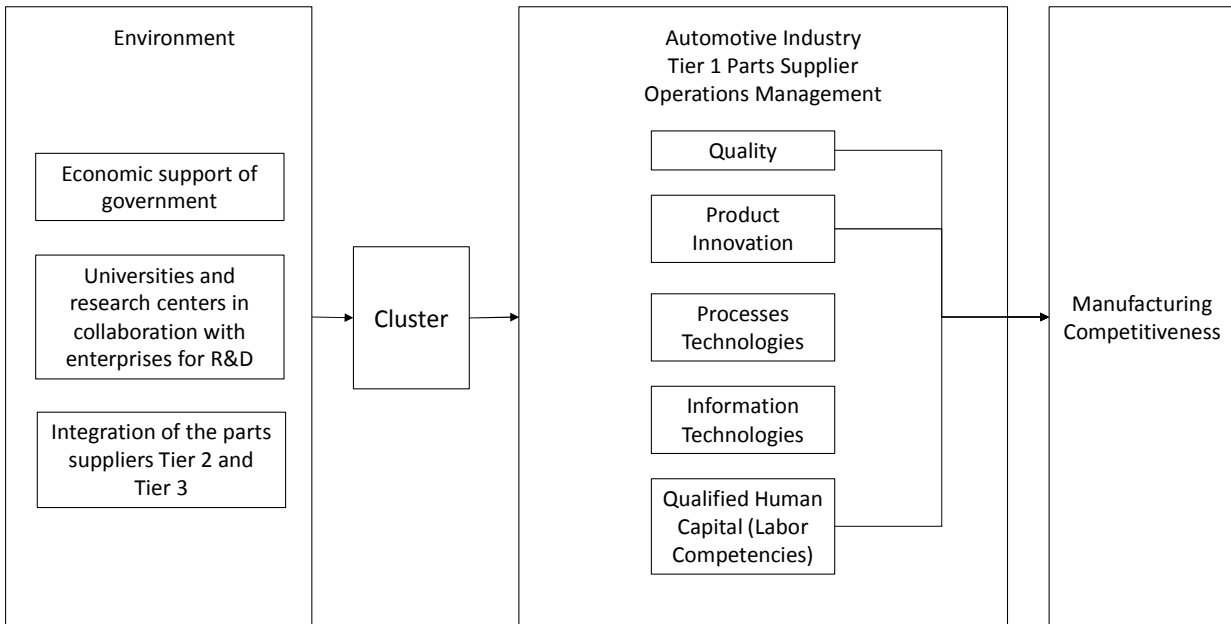 Environment
Economic support of
government
Universities and
research centers in
collaboration with
enterprises for R&D
Integration of the parts
suppliers Tier 2 and
Tier 3
Cluster
Automotive Industry
Tier 1 Parts Supplier
Operations Management
Quality
Product
Innovation
Processes
Technologies
Information
Technologies
Qualified Human
Capital (Labor
Competencies)
Manufacturing
Competitiveness